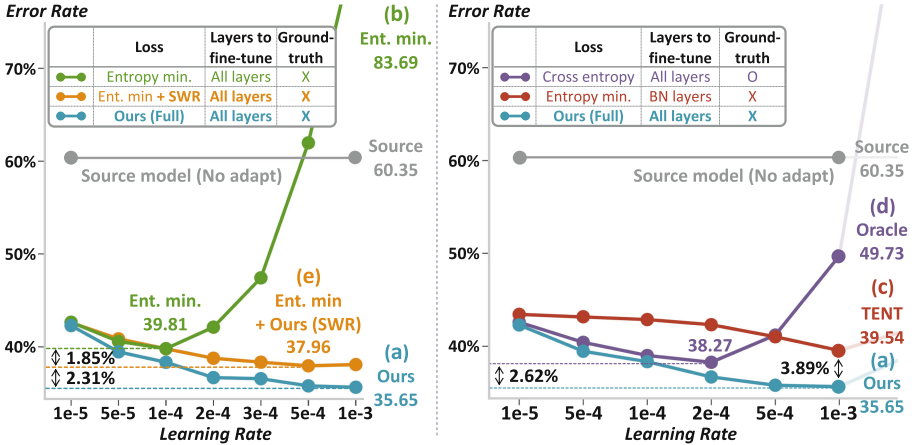 Error Rate
(b)
Ent. min.
83.69
Loss
Layers to
fine-tune
Ground-
truth
Entropy min. All layers X
Ent. min + SWR All layers X
Ours (Full) All layers X
70%
60%
50%
40%
Source
60.35
Source model (No adapt)
(e)
Ent. min
+ Ours (SWR)
37.96
Ent. min.
39.81
1.85%
2.31%
(a)
Ours
35.65
1e-5 5e-5 1e-4 2e-4 3e-4 5e-4 1e-3
Learning Rate
Error Rate
Loss
Layers to
fine-tune
Ground-
truth
Cross entropy All layers O
Entropy min. BN layers X
Ours (Full) All layers X
70%
60%
50%
40%
Source
60.35
Source model (No adapt)
(d)
Oracle
49.73
(c)
TENT
39.54
38.27
3.89%
2.62%
(a)
Ours
35.65
1e-5 5e-4 1e-4 2e-4 5e-4 1e-3
Learning Rate